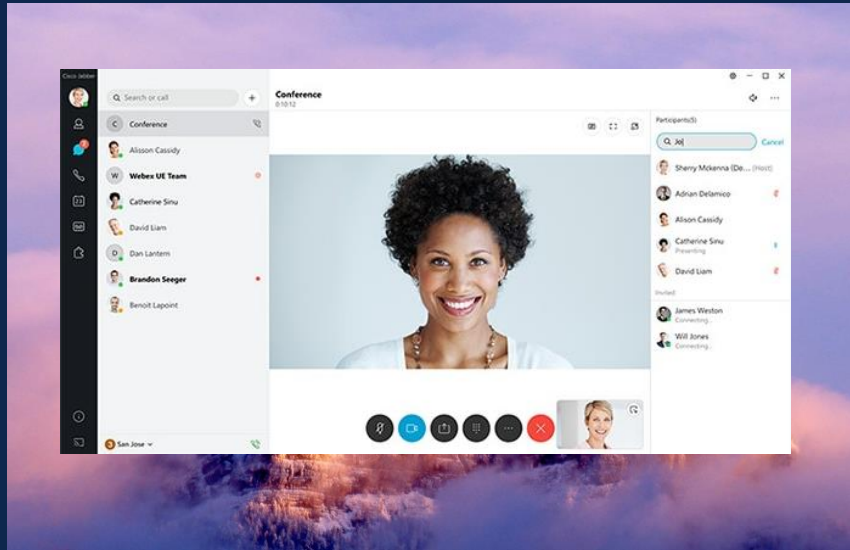 Cisco Jabber
Search or call
+
Conference
0:10:12
C Conference
Alisson Cassidy
W Webex UE Team
Catherine Sinu
David Liam
D Dan Lantern
Brandon Seeger
Benoit Lapoint
San Jose
Participants(5)
Jo
Cancel
Sherry Mckenna (De... (Host)
Adrian Delamico
Alison Cassidy
Catherine Sinu
Presenting
David Liam
Invited
James Weston
Connecting..
Will Jones
Connecting..